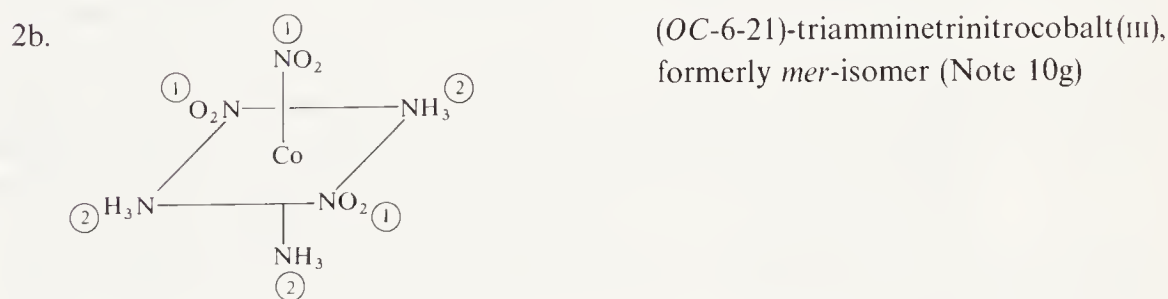 2b.
①
NO₂
① O₂N
NH₃ ②
Co
② H₃N
NO₂ ①
NH₃
②
(OC-6-21)-triamminetrinitrocobalt(III),
formerly mer-isomer (Note 10g)